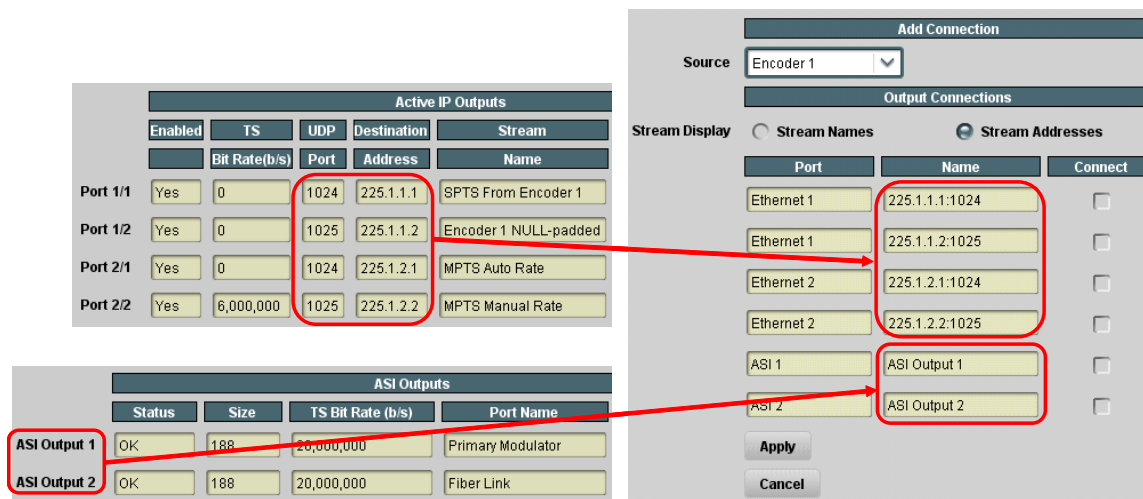 Active IP Outputs
Enabled TS UDP Destination Stream
Bit Rate(b/s) Port Address Name
Port 1/1 Yes 0 1024 225.1.1.1 SPTS From Encoder 1
Port 1/2 Yes 0 1025 225.1.1.2 Encoder 1 NULL-padded
Port 2/1 Yes 0 1024 225.1.2.1 MPTS Auto Rate
Port 2/2 Yes 6,000,000 1025 225.1.2.2 MPTS Manual Rate
ASI Outputs
Status Size TS Bit Rate (b/s) Port Name
ASI Output 1 OK 188 20,000,000 Primary Modulator
ASI Output 2 OK 188 20,000,000 Fiber Link
Add Connection
Source Encoder 1
Output Connections
Stream Display Stream Names Stream Addresses
Port Name Connect
Ethernet 1 225.1.1.1:1024
Ethernet 1 225.1.1.2:1025
Ethernet 2 225.1.2.1:1024
Ethernet 2 225.1.2.2:1025
ASI 1 ASI Output 1
ASI 2 ASI Output 2
Apply
Cancel